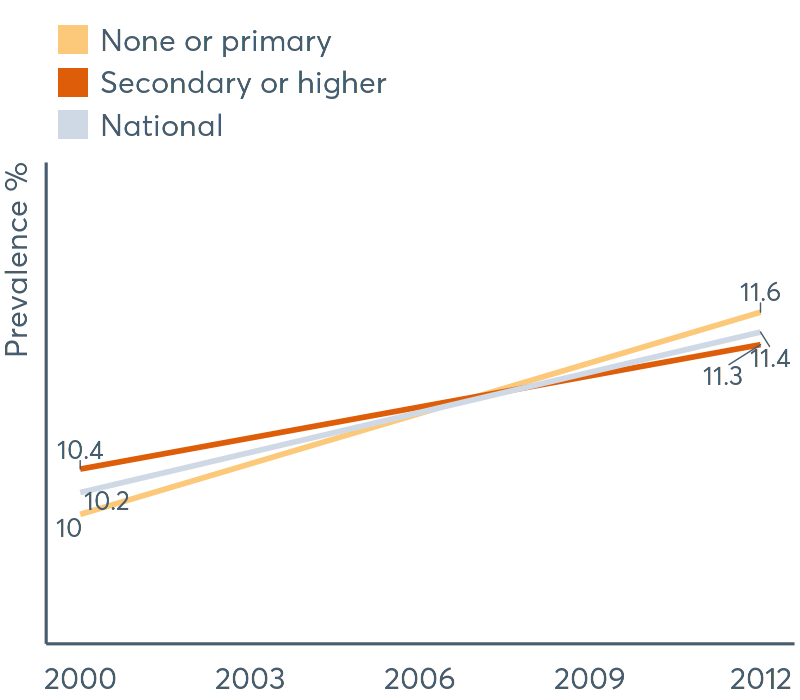 None or primary
Secondary or higher
National
Prevalence %
11.6
11.4
11.3
10.4
10.2
10
2000 2003 2006 2009 2012